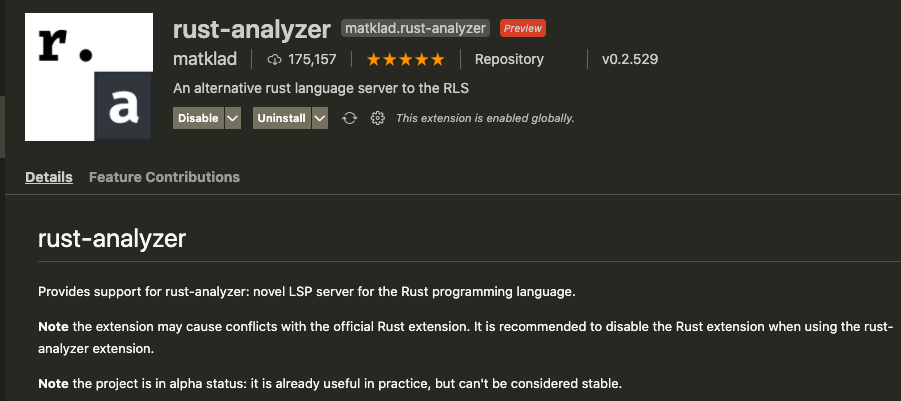 r.
a
rust-analyzer matklad.rust-analyzer Preview
matklad 175,157 Repository v0.2.529
An alternative rust language server to the RLS
Disable Uninstall This extension is enabled globally.
Details Feature Contributions
rust-analyzer
Provides support for rust-analyzer: novel LSP server for the Rust programming language.
Note the extension may cause conflicts with the official Rust extension. It is recommended to disable the Rust extension when using the rust-
analyzer extension.
Note the project is in alpha status: it is already useful in practice, but can't be considered stable.